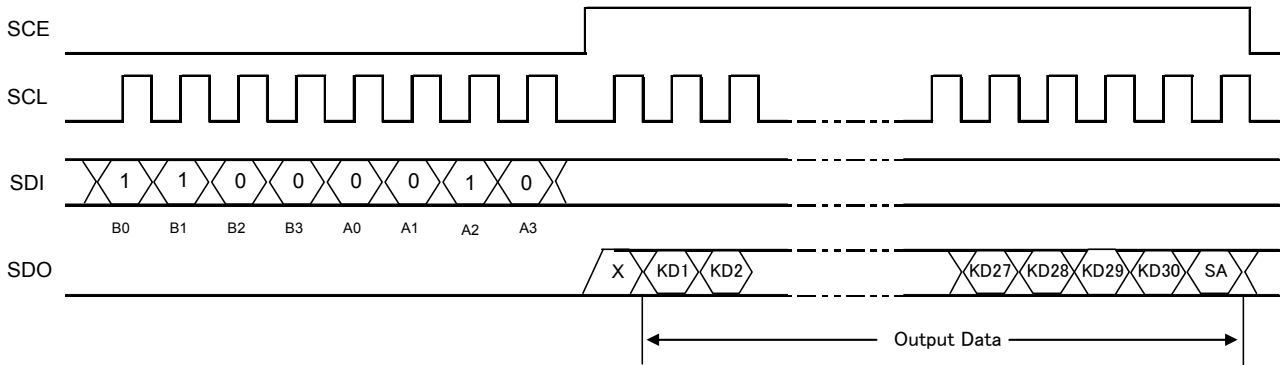 SCE
SCL
SDI 1 1 0 0 0 0 1 0
B0 B1 B2 B3 A0 A1 A2 A3
SDO X KD1 KD2 KD27 KD28 KD29 KD30 SA
Output Data